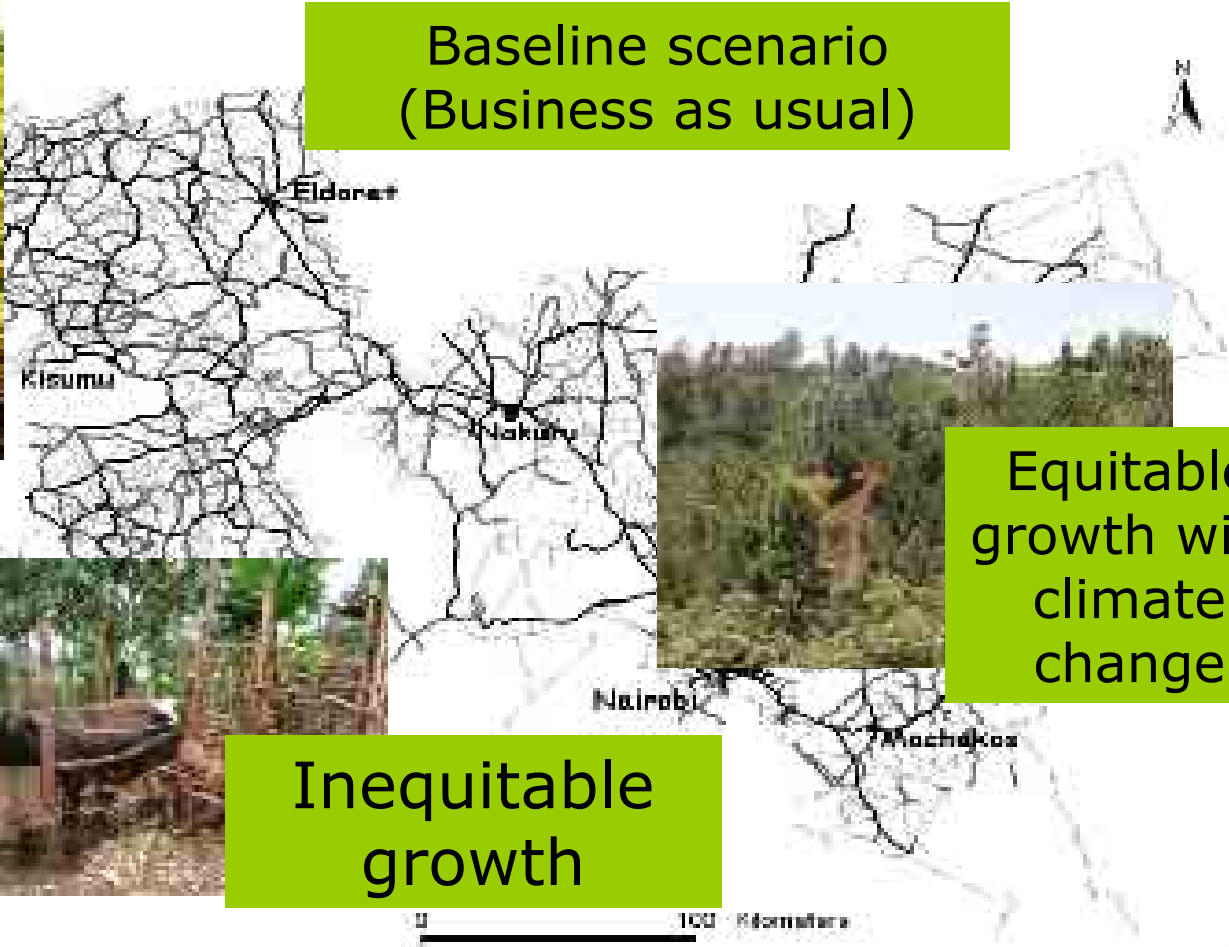 Baseline scenario
(Business as usual)
N
Eldoret
Kisumu
Nakuru
Equitable
growth wi
climate
change
Nairobi
Machakos
Inequitable
growth
0 100 Kilometers